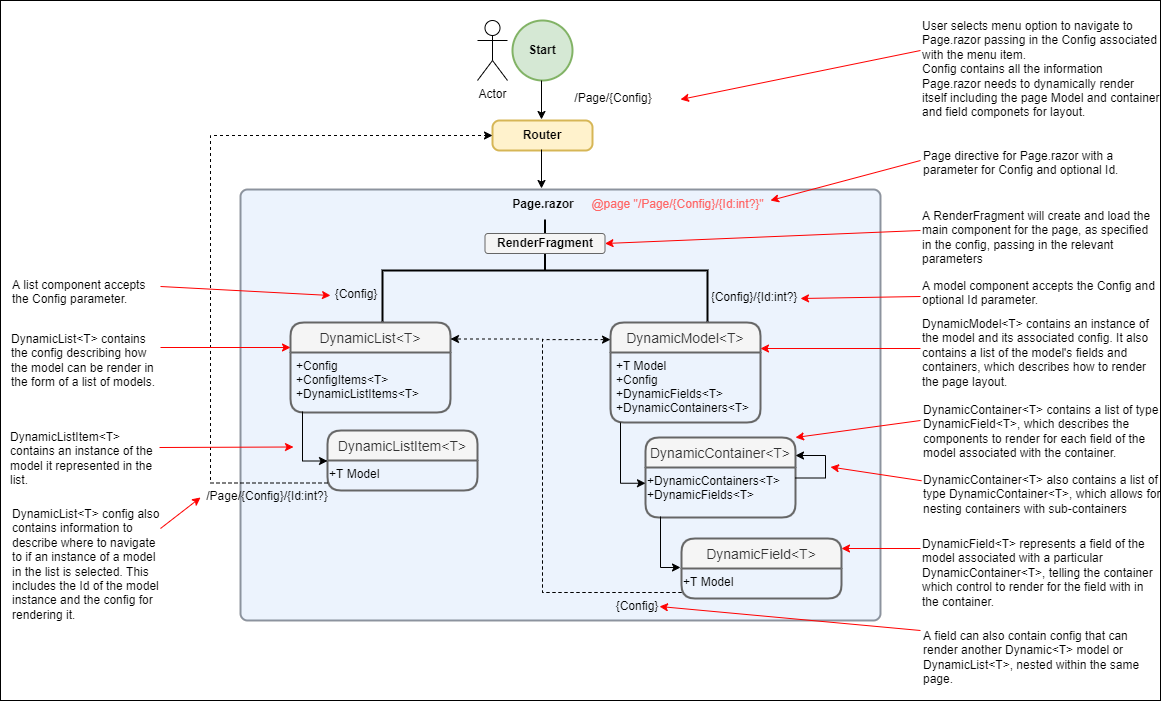 User selects menu option to navigate to
Page.razor passing in the Config associated
with the menu item.
Config contains all the information
Page.razor needs to dynamically render
itself including the page Model and container
and field componets for layout.
Start
Actor
/Page/{Config}
Router
Page directive for Page.razor with a
parameter for Config and optional Id.
Page.razor
@page "/Page/{Config}/{Id:int?}"
RenderFragment
A RenderFragment will create and load the
main component for the page, as specified
in the config, passing in the relevant
parameters
A list component accepts
the Config parameter.
{Config}
{Config}/{Id:int?}
A model component accepts the Config and
optional Id parameter.
DynamicList<T> contains
the config describing how
the model can be render in
the form of a list of models.
DynamicList<T>
+Config
+ConfigItems<T>
+DynamicListItems<T>
DynamicModel<T>
+T Model
+Config
+DynamicFields<T>
+DynamicContainers<T>
DynamicModel<T> contains an instance of
the model and its associated config. It also
contains a list of the model's fields and
containers, which describes how to render
the page layout.
DynamicListItem<T>
contains an instance of the
model it represented in the
list.
DynamicListItem<T>
+T Model
DynamicContainer<T>
+DynamicContainers<T>
+DynamicFields<T>
DynamicContainer<T> contains a list of type
DynamicField<T>, which describes the
components to render for each field of the
model associated with the container.
DynamicContainer<T> also contains a list of
type DynamicContainer<T>, which allows for
nesting containers with sub-containers
/Page/{Config}/{Id:int?}
DynamicList<T> config also
contains information to
describe where to navigate
to if an instance of a model
in the list is selected. This
includes the Id of the model
instance and the config for
rendering it.
DynamicField<T>
+T Model
DynamicField<T> represents a field of the
model associated with a particular
DynamicContainer<T>, telling the container
which control to render for the field with in
the container.
{Config}
A field can also contain config that can
render another Dynamic<T> model or
DynamicList<T>, nested within the same
page.